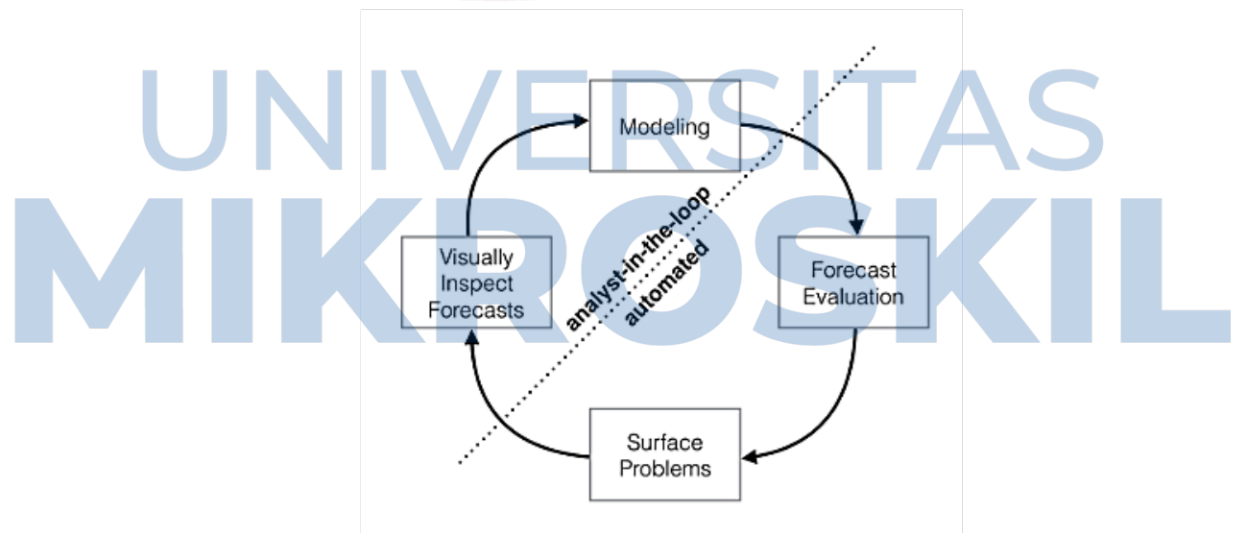 UNIVERSITAS
MIKROSKIL
Modeling
analyst-in-the-loop
automated
Visually
Inspect
Forecasts
Forecast
Evaluation
Surface
Problems